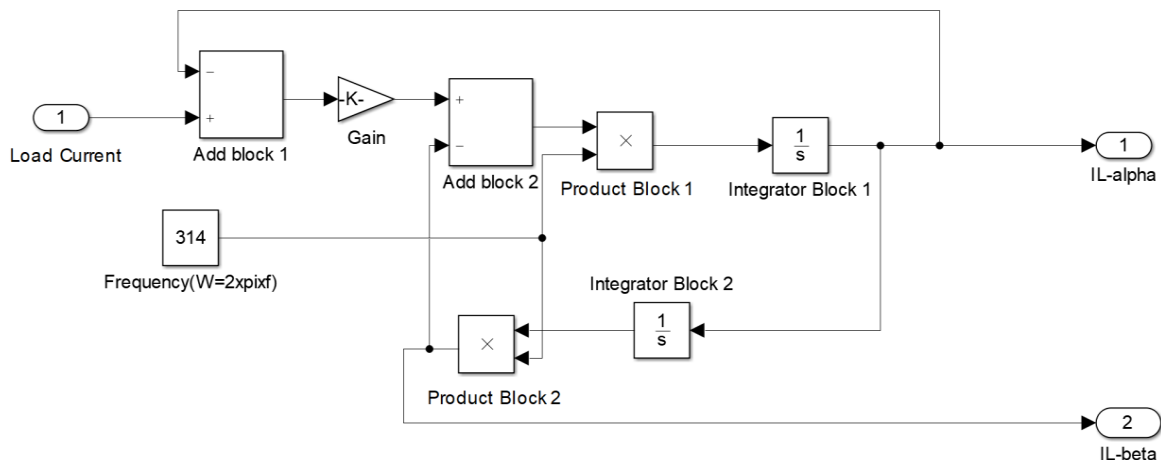 −
+
1
Load Current
Add block 1
-K-
Gain
+
−
Add block 2
×
Product Block 1
1
s
Integrator Block 1
1
IL-alpha
314
Frequency(W=2xpixf)
Integrator Block 2
1
s
×
Product Block 2
2
IL-beta